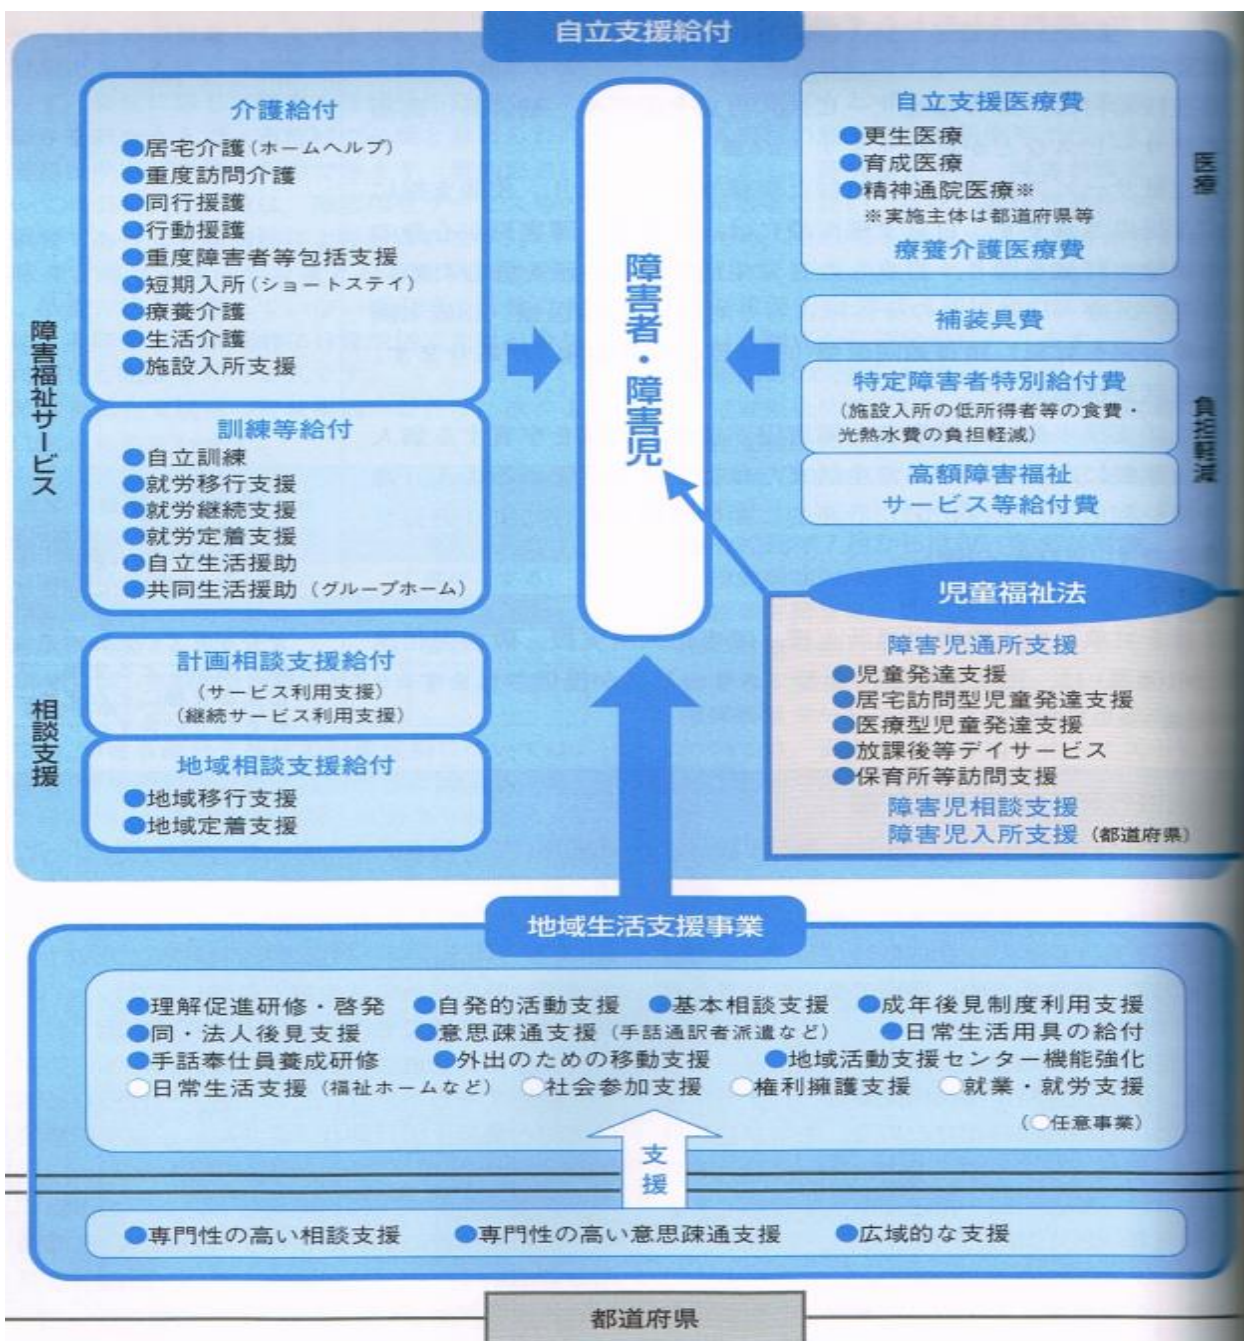 自立支援給付
障害福祉サービス
介護給付
●居宅介護(ホームヘルプ)
●重度訪問介護
●同行援護
●行動援護
●重度障害者等包括支援
●短期入所(ショートステイ)
●療養介護
●生活介護
●施設入所支援
訓練等給付
●自立訓練
●就労移行支援
●就労継続支援
●就労定着支援
●自立生活援助
●共同生活援助(グループホーム)
相談支援
計画相談支援給付
(サービス利用支援)
(継続サービス利用支援)
地域相談支援給付
●地域移行支援
●地域定着支援
障害者・障害児
医療
自立支援医療費
●更生医療
●育成医療
●精神通院医療※
※実施主体は都道府県等
療養介護医療費
補装具費
負担軽減
特定障害者特別給付費
(施設入所の低所得者等の食費・
光熱水費の負担軽減)
高額障害福祉
サービス等給付費
児童福祉法
障害児通所支援
●児童発達支援
●居宅訪問型児童発達支援
●医療型児童発達支援
●放課後等デイサービス
●保育所等訪問支援
障害児相談支援
障害児入所支援(都道府県)
地域生活支援事業
●理解促進研修・啓発 ●自発的活動支援 ●基本相談支援 ●成年後見制度利用支援
●同・法人後見支援 ●意思疎通支援(手話通訳者派遣など) ●日常生活用具の給付
●手話奉仕員養成研修 ●外出のための移動支援 ●地域活動支援センター機能強化
○日常生活支援(福祉ホームなど) ○社会参加支援 ○権利擁護支援 ○就業・就労支援
(○任意事業)
支援
●専門性の高い相談支援 ●専門性の高い意思疎通支援 ●広域的な支援
都道府県